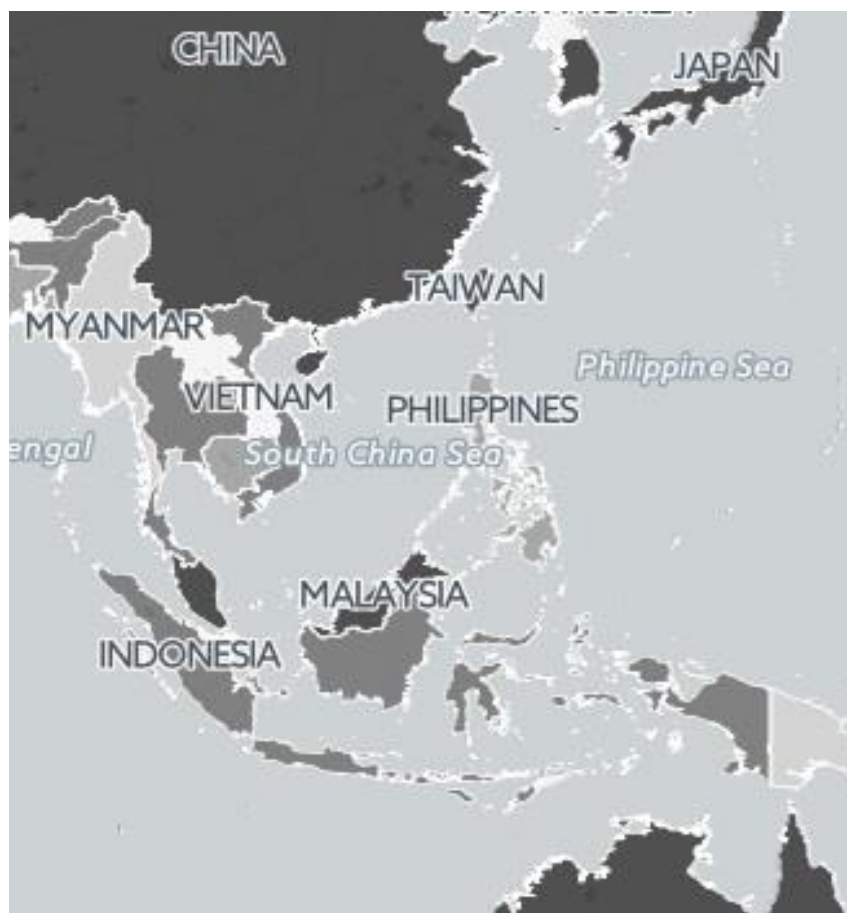 CHINA
JAPAN
TAIWAN
MYANMAR
Philippine Sea
VIETNAM
PHILIPPINES
engal
South China Sea
MALAYSIA
INDONESIA